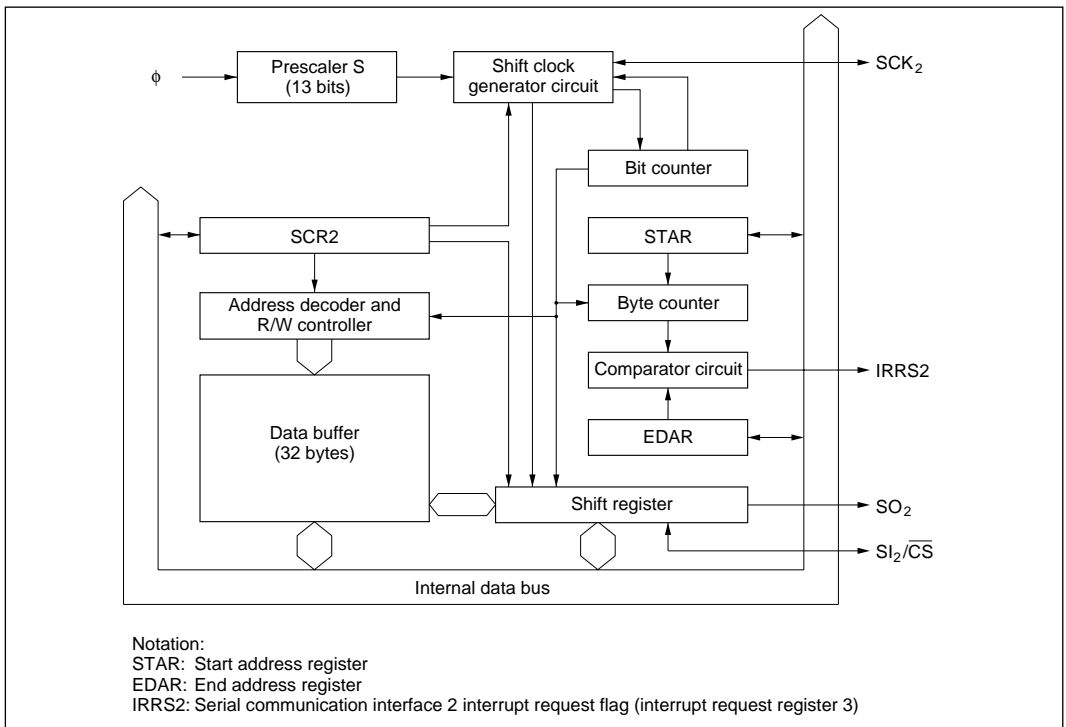 ϕ
Prescaler S
(13 bits)
Shift clock
generator circuit
SCK₂
Bit counter
SCR2
STAR
Address decoder and
R/W controller
Byte counter
Comparator circuit
IRRS2
Data buffer
(32 bytes)
EDAR
Shift register
SO₂
SI₂/C̅S̅
Internal data bus
Notation:
STAR: Start address register
EDAR: End address register
IRRS2: Serial communication interface 2 interrupt request flag (interrupt request register 3)